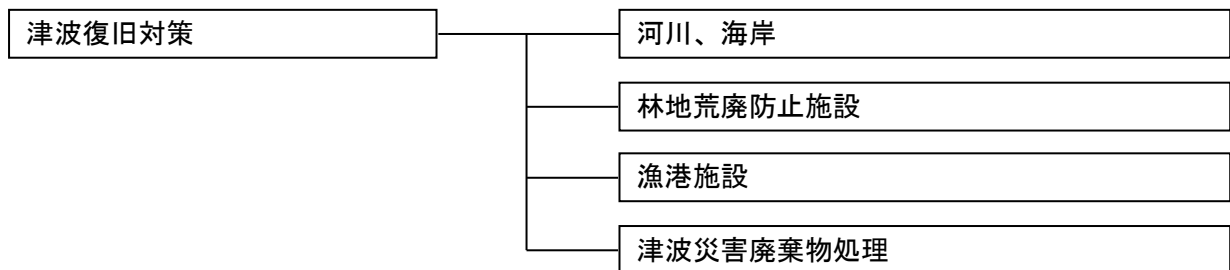 津波復旧対策
河川、海岸
林地荒廃防止施設
漁港施設
津波災害廃棄物処理